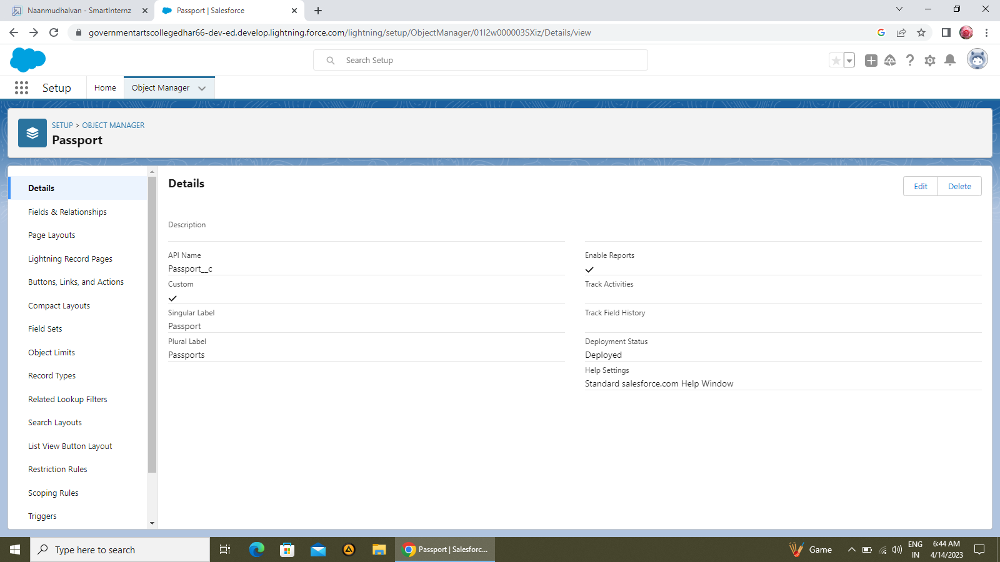 Naanmudhalvan - SmartInternz
Passport | Salesforce
governmentartscollegedhar66-dev-ed.develop.lightning.force.com/lightning/setup/ObjectManager/01I2w000003SXiz/Details/view
Search Setup
Setup
Home
Object Manager
SETUP > OBJECT MANAGER
Passport
Details
Fields & Relationships
Page Layouts
Lightning Record Pages
Buttons, Links, and Actions
Compact Layouts
Field Sets
Object Limits
Record Types
Related Lookup Filters
Search Layouts
List View Button Layout
Restriction Rules
Scoping Rules
Triggers
Details
Edit
Delete
Description
API Name
Passport__c
Custom
Singular Label
Passport
Plural Label
Passports
Enable Reports
Track Activities
Track Field History
Deployment Status
Deployed
Help Settings
Standard salesforce.com Help Window
Type here to search
Passport | Salesforc...
Game
ENG
IN
6:44 AM
4/14/2023